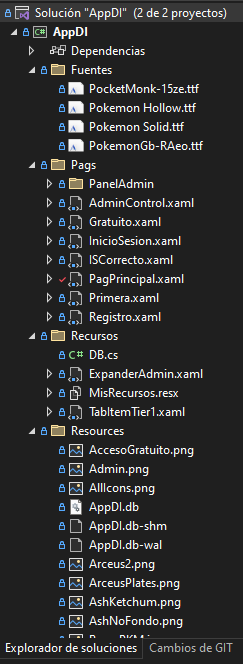 Solución "AppDI" (2 de 2 proyectos)
AppDI
Dependencias
Fuentes
PocketMonk-15ze.ttf
Pokemon Hollow.ttf
Pokemon Solid.ttf
PokemonGb-RAeo.ttf
Pags
PanelAdmin
AdminControl.xaml
Gratuito.xaml
InicioSesion.xaml
ISCorrecto.xaml
PagPrincipal.xaml
Primera.xaml
Registro.xaml
Recursos
C# DB.cs
ExpanderAdmin.xaml
MisRecursos.resx
TabItemTier1.xaml
Resources
AccesoGratuito.png
Admin.png
AllIcons.png
AppDI.db
AppDI.db-shm
AppDI.db-wal
Arceus2.png
ArceusPlates.png
AshKetchum.png
AshNoFondo.png
Explorador de soluciones Cambios de GIT